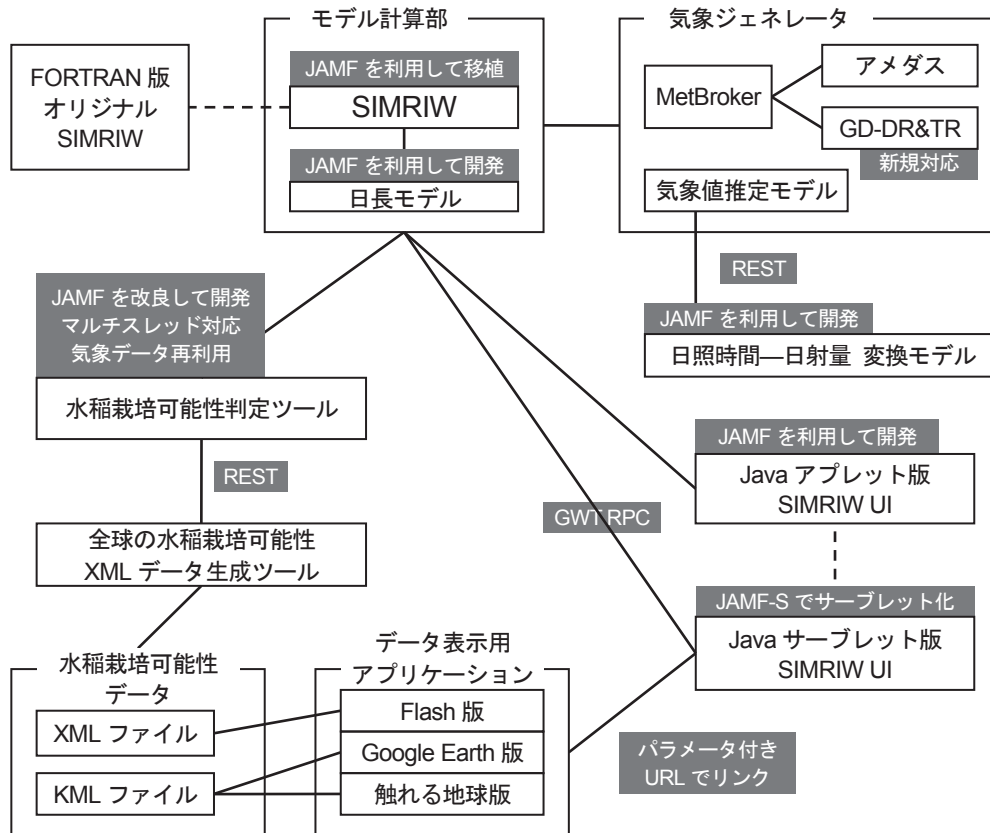 モデル計算部
気象ジェネレータ
FORTRAN 版
オリジナル
SIMRIW
JAMF を利用して移植
SIMRIW
JAMF を利用して開発
日長モデル
MetBroker
アメダス
GD-DR&TR
新規対応
気象値推定モデル
REST
JAMF を利用して開発
日照時間―日射量 変換モデル
JAMF を改良して開発
マルチスレッド対応
気象データ再利用
水稲栽培可能性判定ツール
REST
全球の水稲栽培可能性
XML データ生成ツール
JAMF を利用して開発
Java アプレット版
SIMRIW UI
GWT RPC
JAMF-S でサーブレット化
Java サーブレット版
SIMRIW UI
水稲栽培可能性
データ
XML ファイル
KML ファイル
データ表示用
アプリケーション
Flash 版
Google Earth 版
触れる地球版
パラメータ付き
URL でリンク